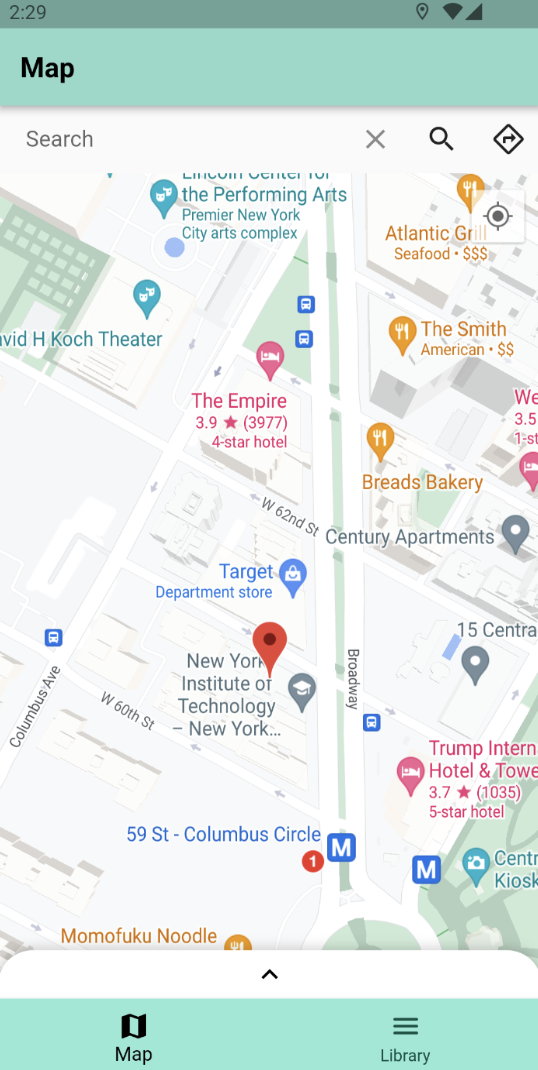 2:29
Map
Search
Lincoln Center for
the Performing Arts
Premier New York
City arts complex
Atlantic Grill
Seafood • $$$
avid H Koch Theater
The Smith
American • $$
The Empire
3.9 ★ (3977)
4-star hotel
We
3.5
1-st
Breads Bakery
W 62nd St
Century Apartments
Target
Department store
15 Centra
New York
Institute of
Technology
– New York...
Broadway
Columbus Ave
W 60th St
Trump Intern
Hotel & Towe
3.7 ★ (1035)
5-star hotel
59 St - Columbus Circle
M
1
M
Centr
Kiosk
Momofuku Noodle
Map
Library